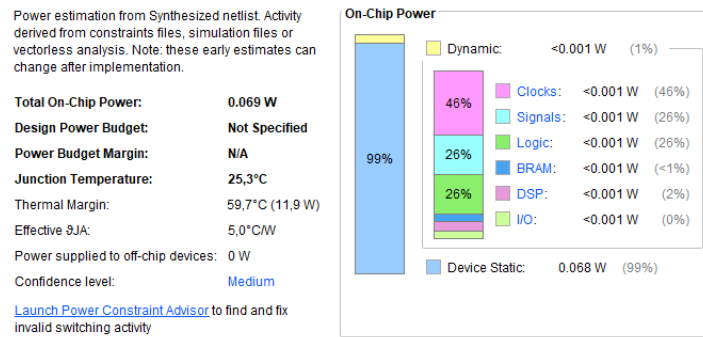 Power estimation from Synthesized netlist. Activity
derived from constraints files, simulation files or
vectorless analysis. Note: these early estimates can
change after implementation.
Total On-Chip Power: 0.069 W
Design Power Budget: Not Specified
Power Budget Margin: N/A
Junction Temperature: 25,3°C
Thermal Margin: 59,7°C (11,9 W)
Effective ϑJA: 5,0°C/W
Power supplied to off-chip devices: 0 W
Confidence level: Medium
Launch Power Constraint Advisor to find and fix
invalid switching activity
On-Chip Power
99%
Dynamic: <0.001 W (1%)
46%
26%
26%
Clocks: <0.001 W (46%)
Signals: <0.001 W (26%)
Logic: <0.001 W (26%)
BRAM: <0.001 W (<1%)
DSP: <0.001 W (2%)
I/O: <0.001 W (0%)
Device Static: 0.068 W (99%)